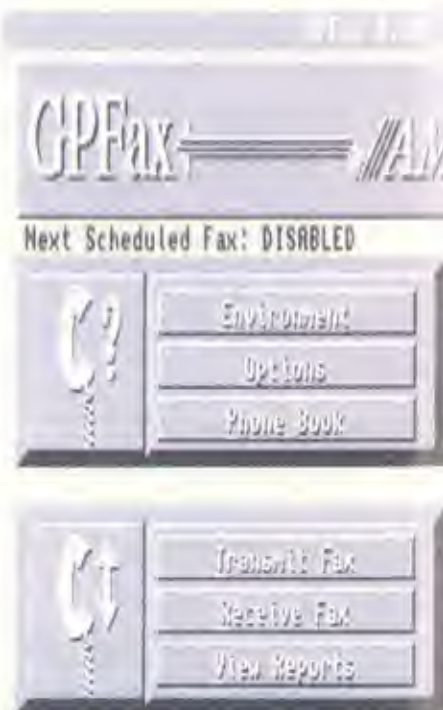 GPFax
Next Scheduled Fax: DISABLED
Environment
Options
Phone Book
Transmit Fax
Receive Fax
View Reports